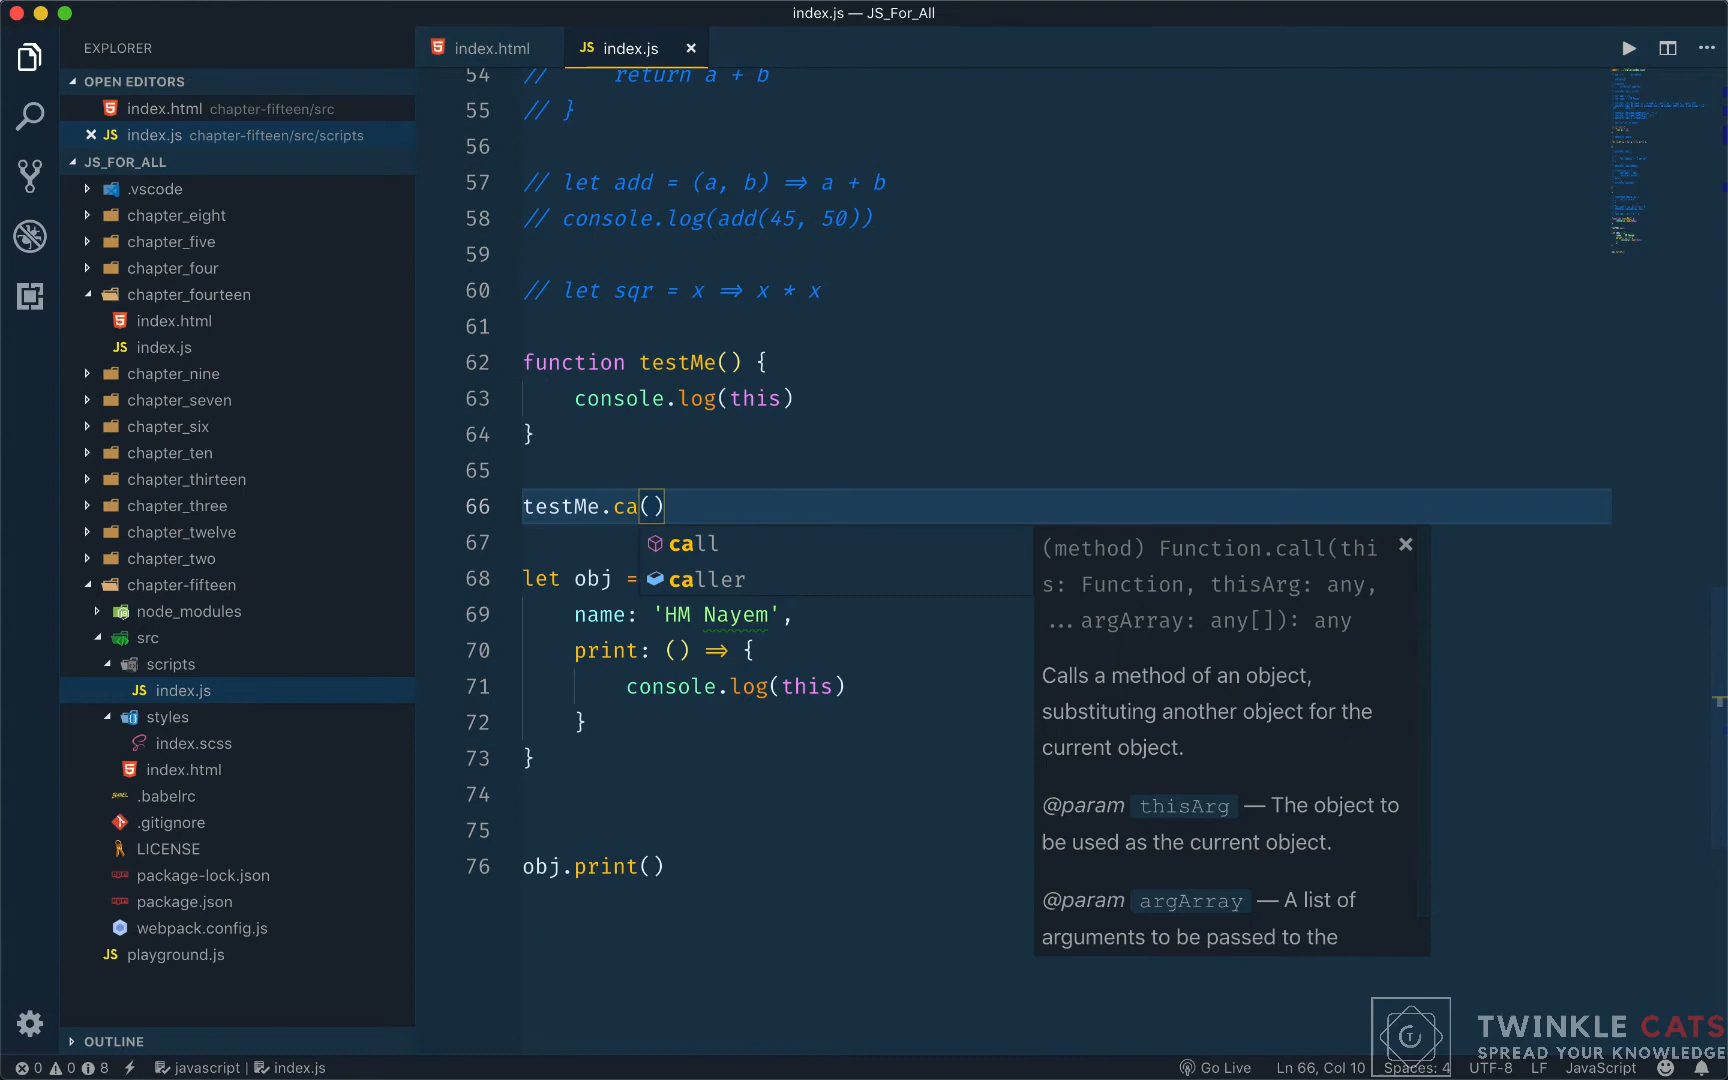 index.js — JS_For_All
EXPLORER
OPEN EDITORS
index.html chapter-fifteen/src
JS index.js chapter-fifteen/src/scripts
JS_FOR_ALL
.vscode
chapter_eight
chapter_five
chapter_four
chapter_fourteen
index.html
JS index.js
chapter_nine
chapter_seven
chapter_six
chapter_ten
chapter_thirteen
chapter_three
chapter_twelve
chapter_two
chapter-fifteen
node_modules
src
scripts
JS index.js
styles
index.scss
index.html
.babelrc
.gitignore
LICENSE
package-lock.json
package.json
webpack.config.js
JS playground.js
OUTLINE
index.html
JS index.js
54 // return a + b
55 // }
56
57 // let add = (a, b) => a + b
58 // console.log(add(45, 50))
59
60 // let sqr = x => x * x
61
62 function testMe() {
63 console.log(this)
64 }
65
66 testMe.ca()
67
68 let obj =
69 name: 'HM Nayem',
70 print: () => {
71 console.log(this)
72 }
73 }
74
75
76 obj.print()
call
caller
(method) Function.call(thi
s: Function, thisArg: any,
...argArray: any[]): any
Calls a method of an object,
substituting another object for the
current object.
@param thisArg — The object to
be used as the current object.
@param argArray — A list of
arguments to be passed to the
TWINKLE CATS
SPREAD YOUR KNOWLEDGE
0 0 8 javascript | index.js
Go Live Ln 66, Col 10 Spaces: 4 UTF-8 LF JavaScript